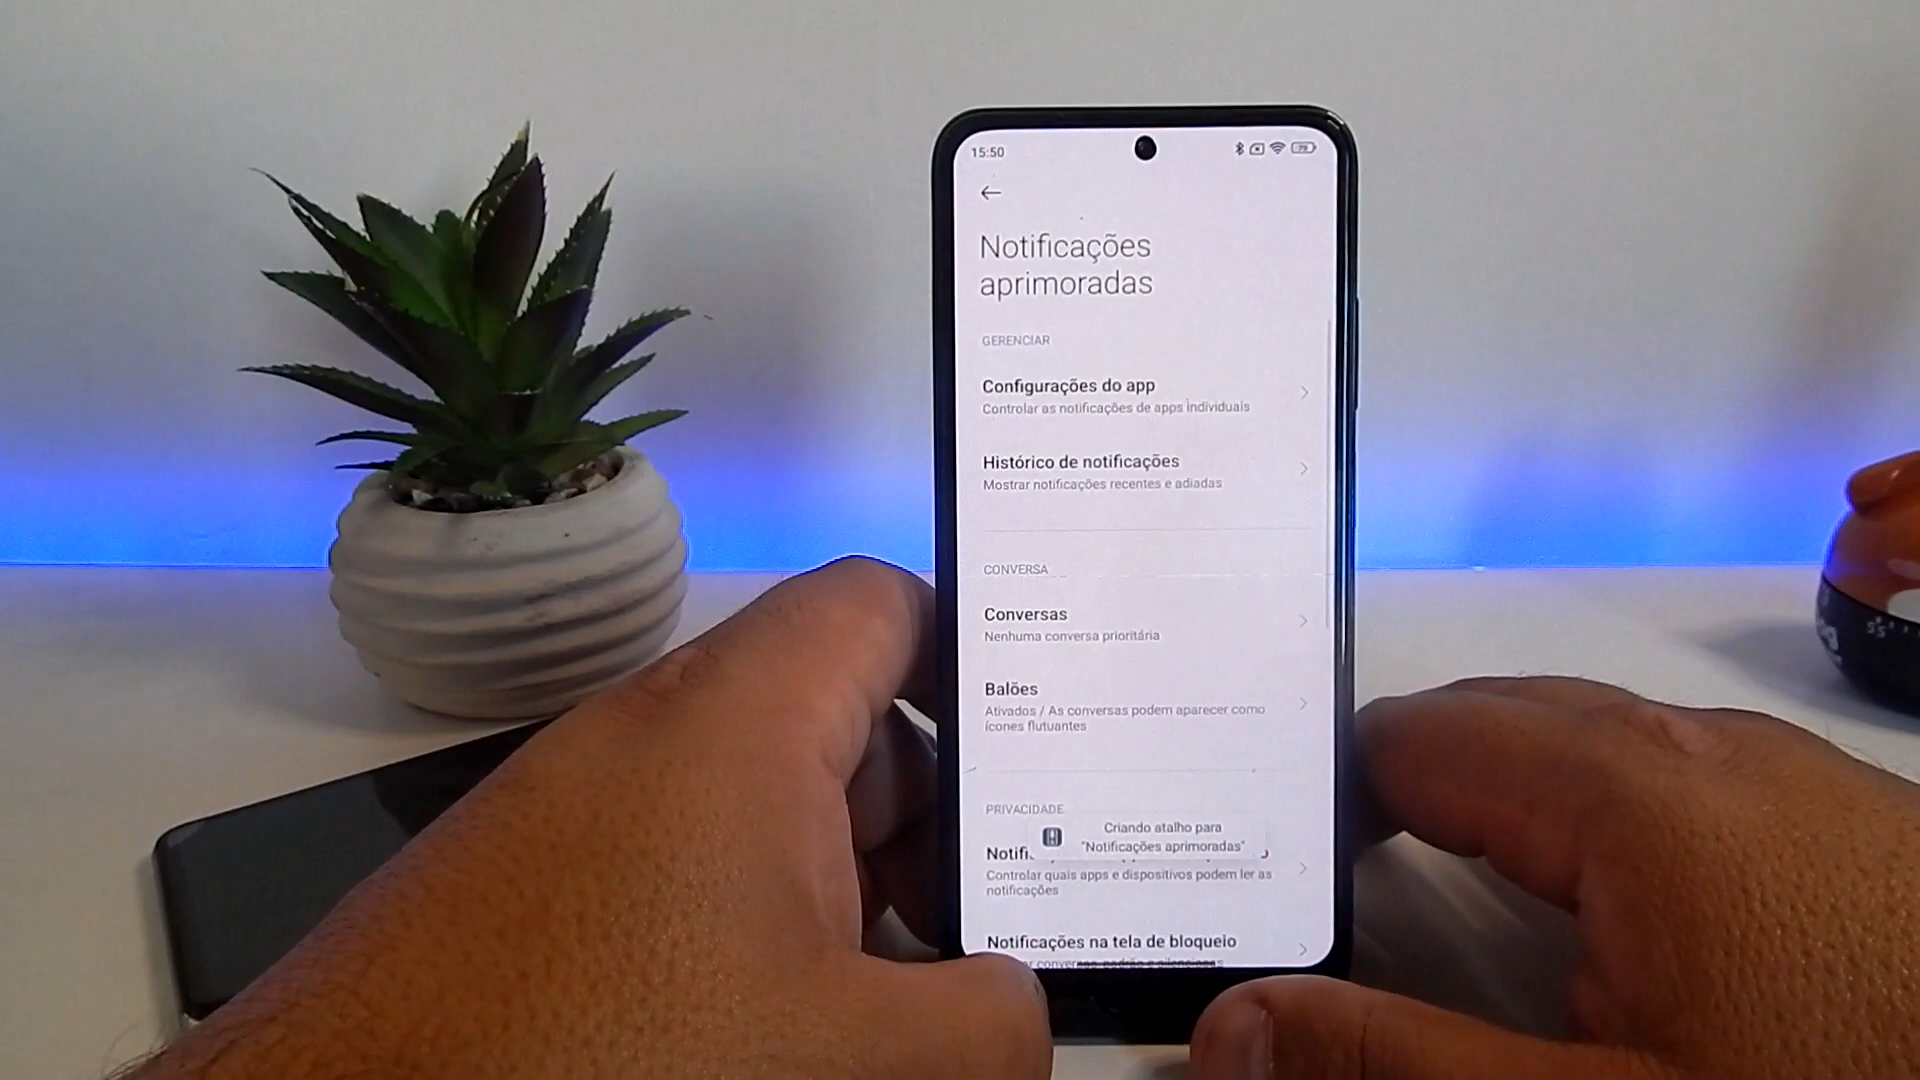 15:50
79
Notificações
aprimoradas
GERENCIAR
Configurações do app
Controlar as notificações de apps individuais
Histórico de notificações
Mostrar notificações recentes e adiadas
CONVERSA
Conversas
Nenhuma conversa prioritária
Balões
Ativados / As conversas podem aparecer como
ícones flutuantes
PRIVACIDADE
Criando atalho para
"Notificações aprimoradas"
Controlar quais apps e dispositivos podem ler as
notificações
Notificações na tela de bloqueio
55